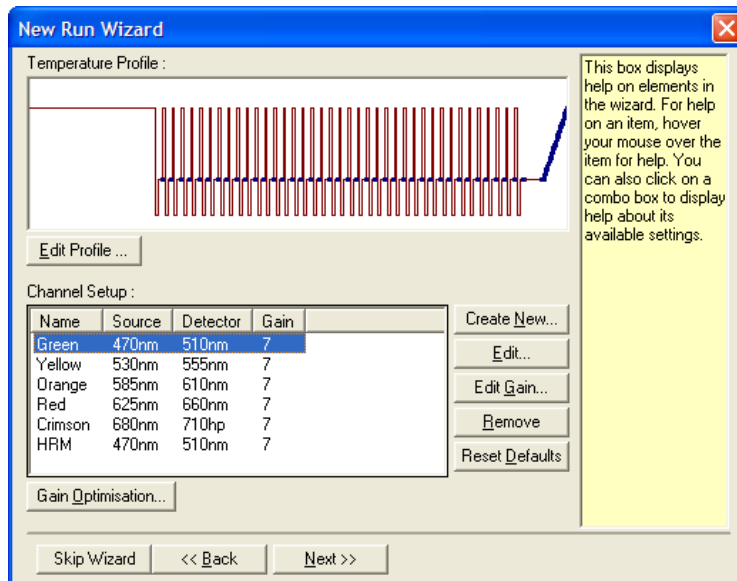 New Run Wizard
Temperature Profile :
Edit Profile ...
Channel Setup :
Name Source Detector Gain
Green 470nm 510nm 7
Yellow 530nm 555nm 7
Orange 585nm 610nm 7
Red 625nm 660nm 7
Crimson 680nm 710hp 7
HRM 470nm 510nm 7
Create New...
Edit...
Edit Gain...
Remove
Reset Defaults
Gain Optimisation...
Skip Wizard
<< Back
Next >>
This box displays
help on elements in
the wizard. For help
on an item, hover
your mouse over the
item for help. You
can also click on a
combo box to display
help about its
available settings.